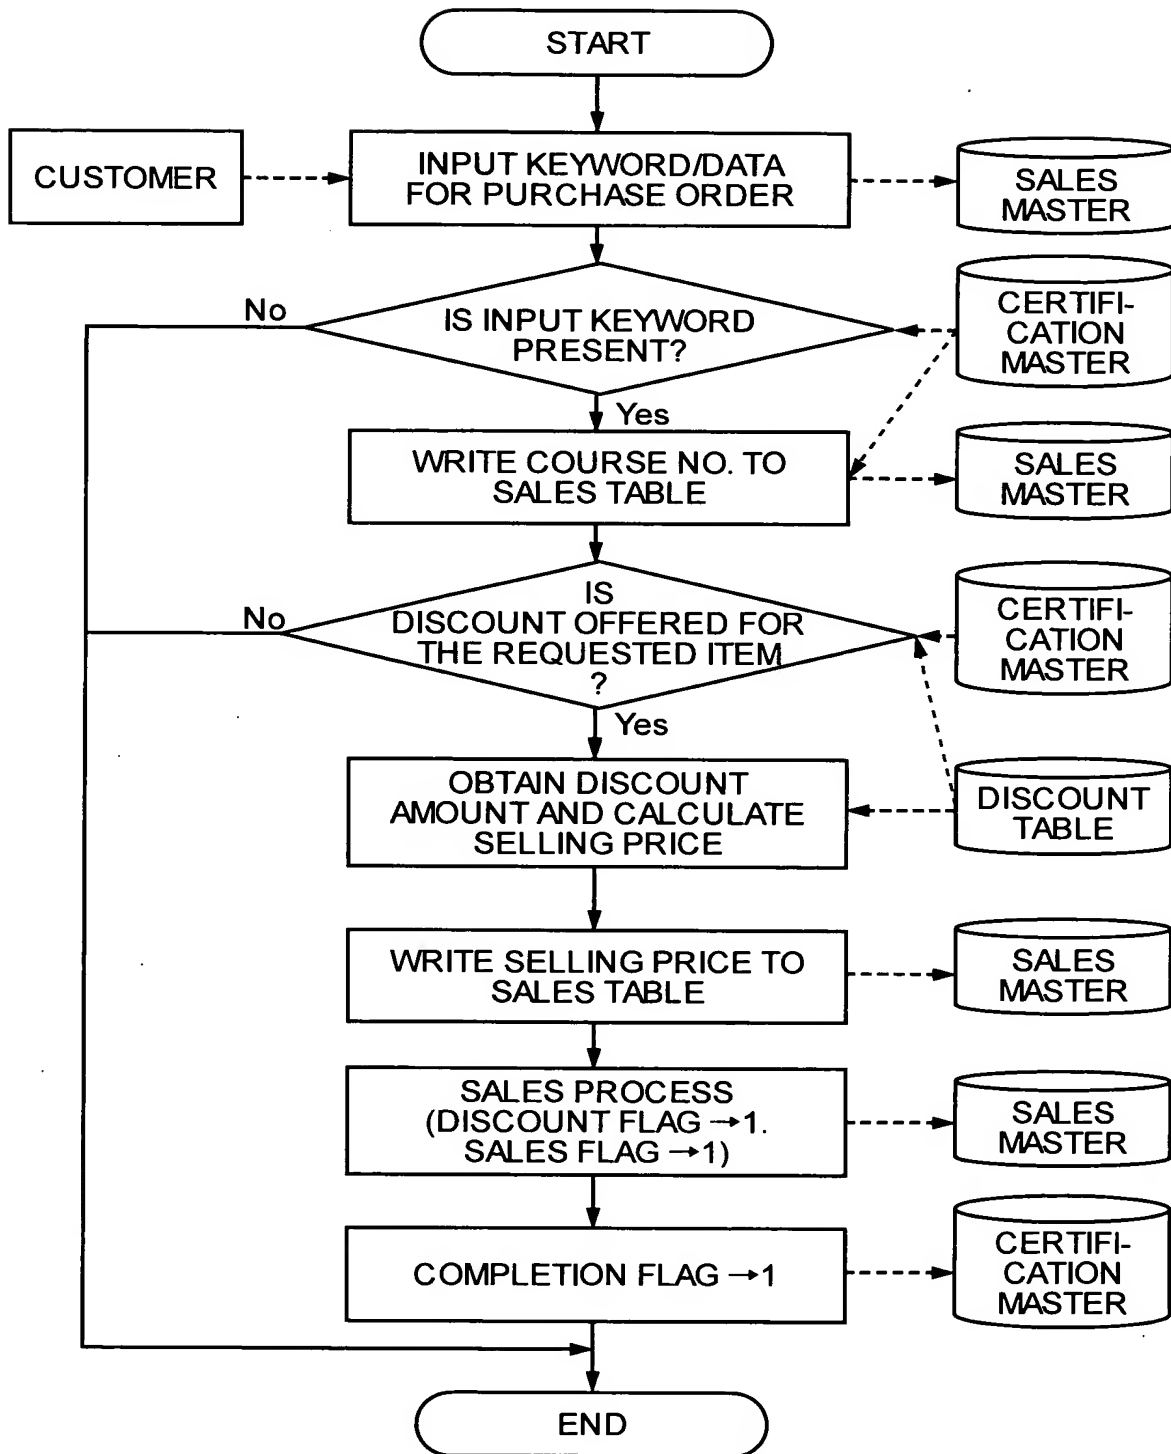 START
CUSTOMER
INPUT KEYWORD/DATA
FOR PURCHASE ORDER
SALES
MASTER
No
IS INPUT KEYWORD
PRESENT?
CERTIFI-
CATION
MASTER
Yes
WRITE COURSE NO. TO
SALES TABLE
SALES
MASTER
No
IS
DISCOUNT OFFERED FOR
THE REQUESTED ITEM
?
CERTIFI-
CATION
MASTER
Yes
OBTAIN DISCOUNT
AMOUNT AND CALCULATE
SELLING PRICE
DISCOUNT
TABLE
WRITE SELLING PRICE TO
SALES TABLE
SALES
MASTER
SALES PROCESS
(DISCOUNT FLAG →1.
SALES FLAG →1)
SALES
MASTER
COMPLETION FLAG →1
CERTIFI-
CATION
MASTER
END